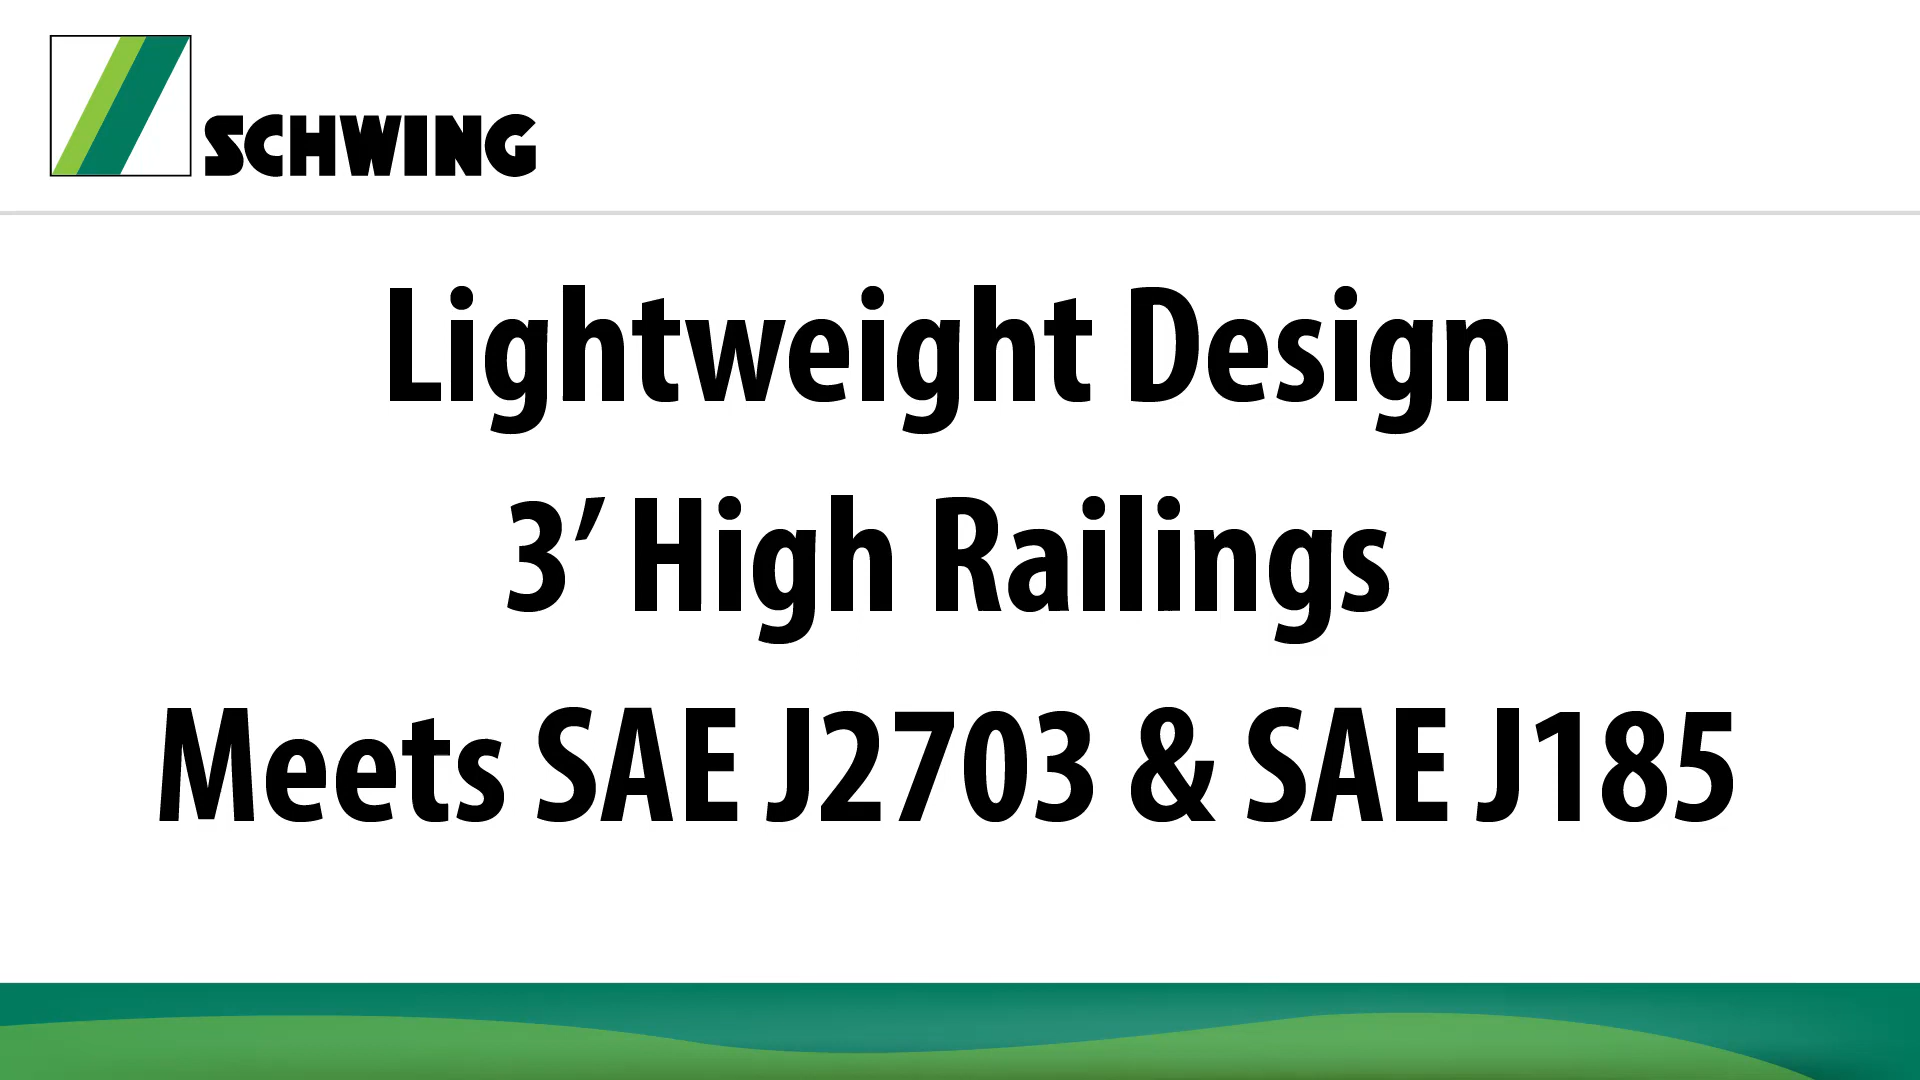 SCHWING
Lightweight Design
3’ High Railings
Meets SAE J2703 & SAE J185